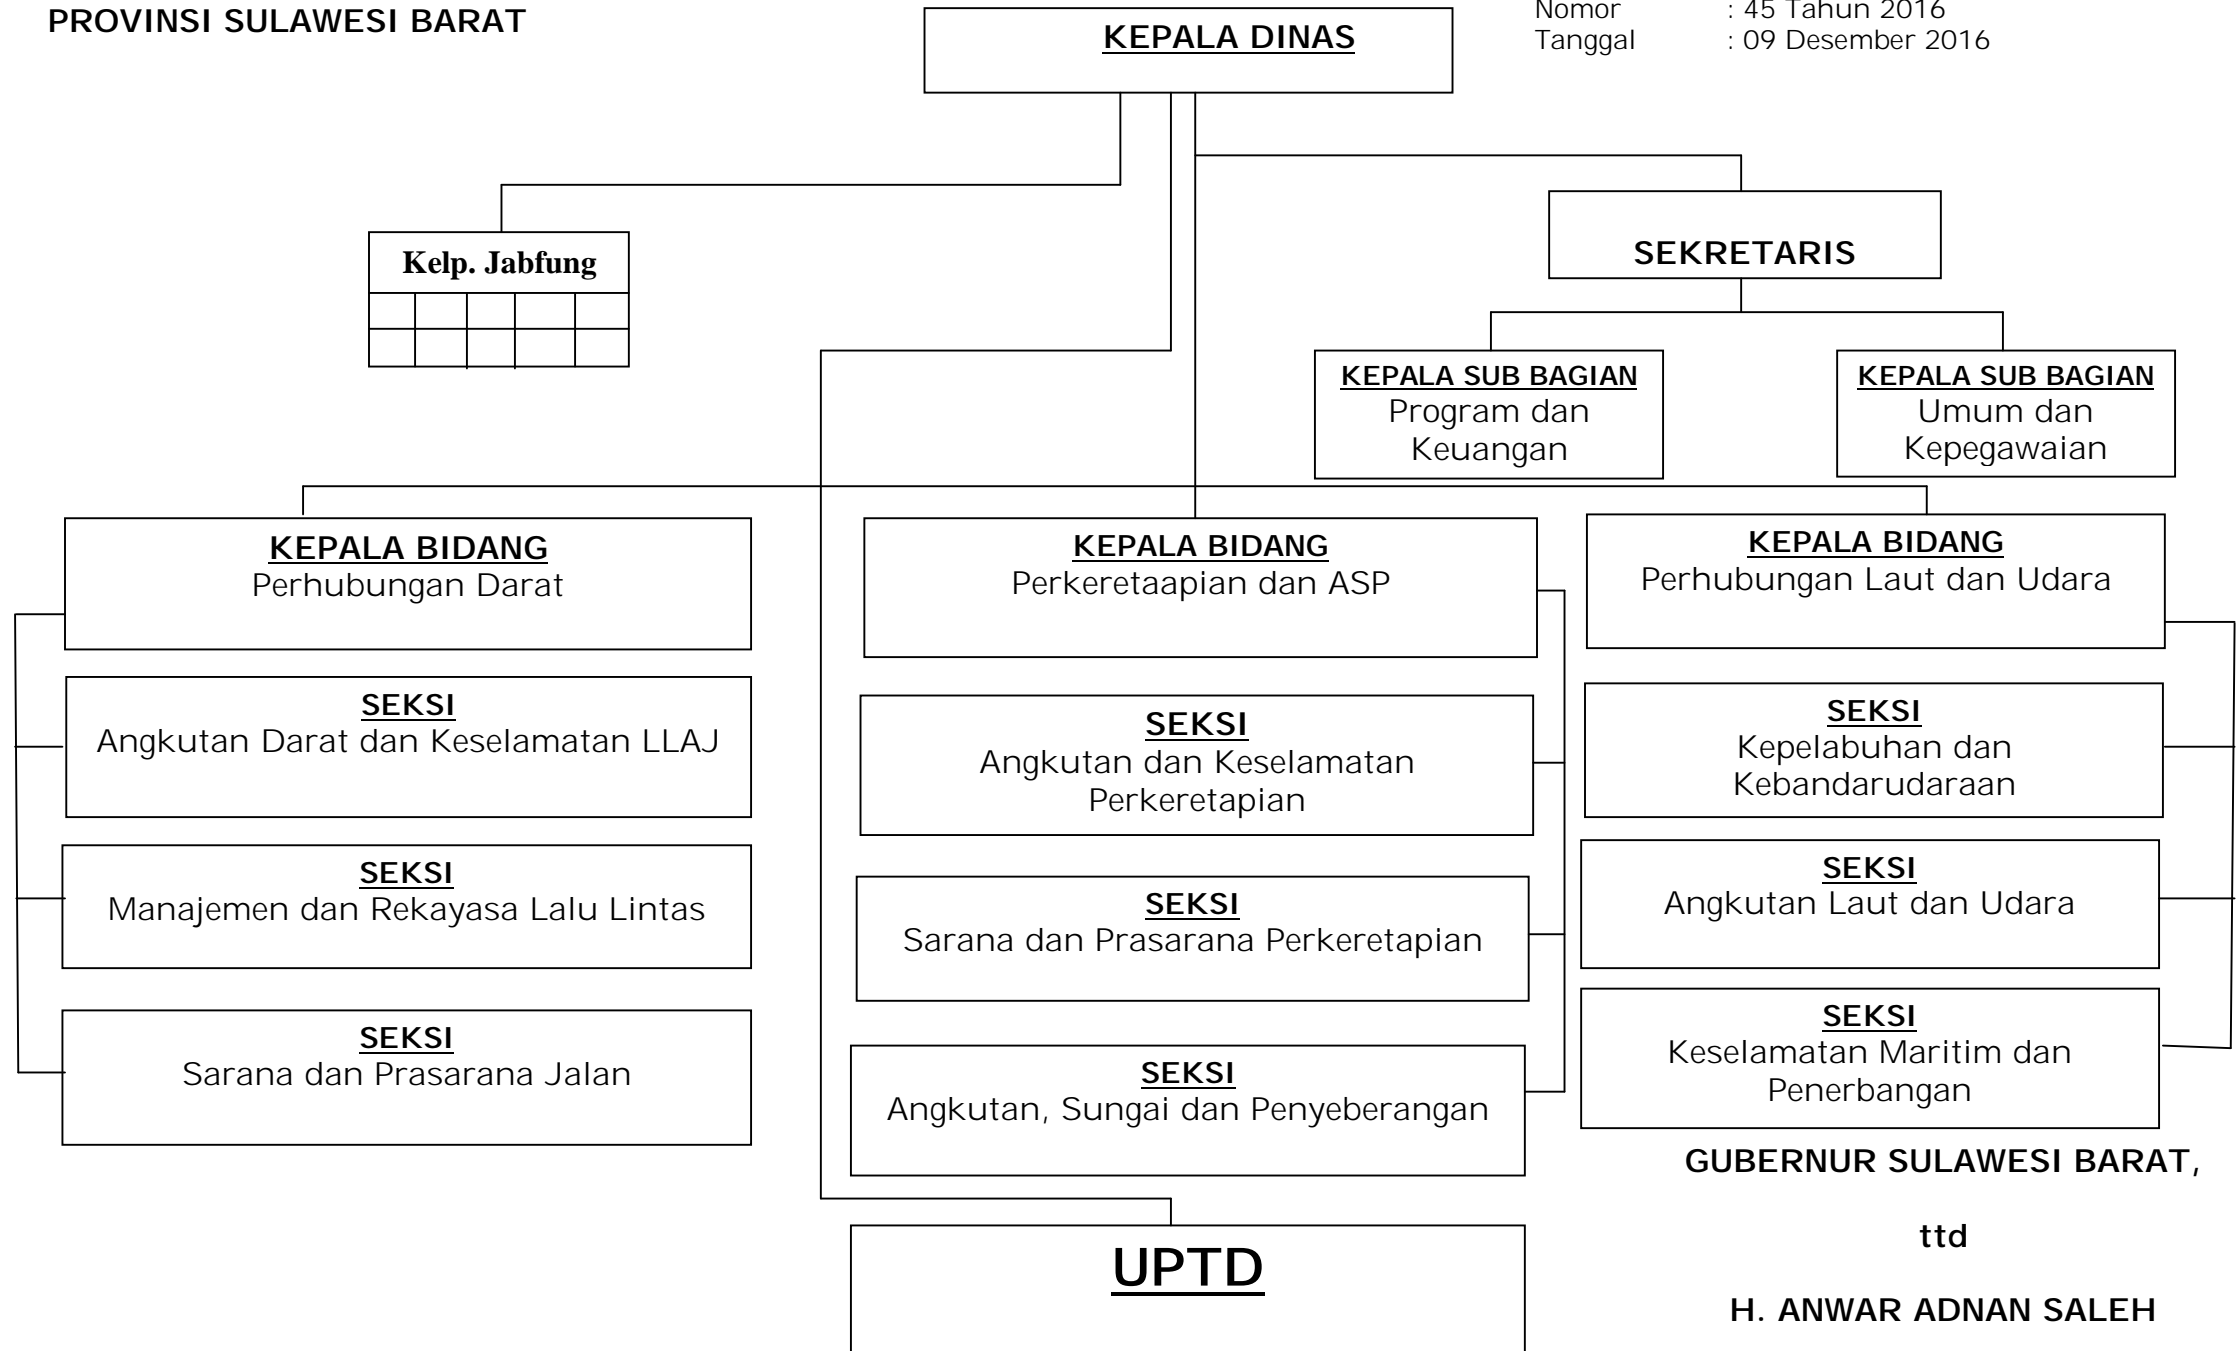 PROVINSI SULAWESI BARAT
Nomor : 45 Tahun 2016
Tanggal : 09 Desember 2016
KEPALA DINAS
Kelp. Jabfung
SEKRETARIS
KEPALA SUB BAGIAN
Program dan
Keuangan
KEPALA SUB BAGIAN
Umum dan
Kepegawaian
KEPALA BIDANG
Perhubungan Darat
SEKSI
Angkutan Darat dan Keselamatan LLAJ
SEKSI
Manajemen dan Rekayasa Lalu Lintas
SEKSI
Sarana dan Prasarana Jalan
KEPALA BIDANG
Perkeretaapian dan ASP
SEKSI
Angkutan dan Keselamatan
Perkeretapian
SEKSI
Sarana dan Prasarana Perkeretapian
SEKSI
Angkutan, Sungai dan Penyeberangan
KEPALA BIDANG
Perhubungan Laut dan Udara
SEKSI
Kepelabuhan dan
Kebandarudaraan
SEKSI
Angkutan Laut dan Udara
SEKSI
Keselamatan Maritim dan
Penerbangan
UPTD
GUBERNUR SULAWESI BARAT,
ttd
H. ANWAR ADNAN SALEH